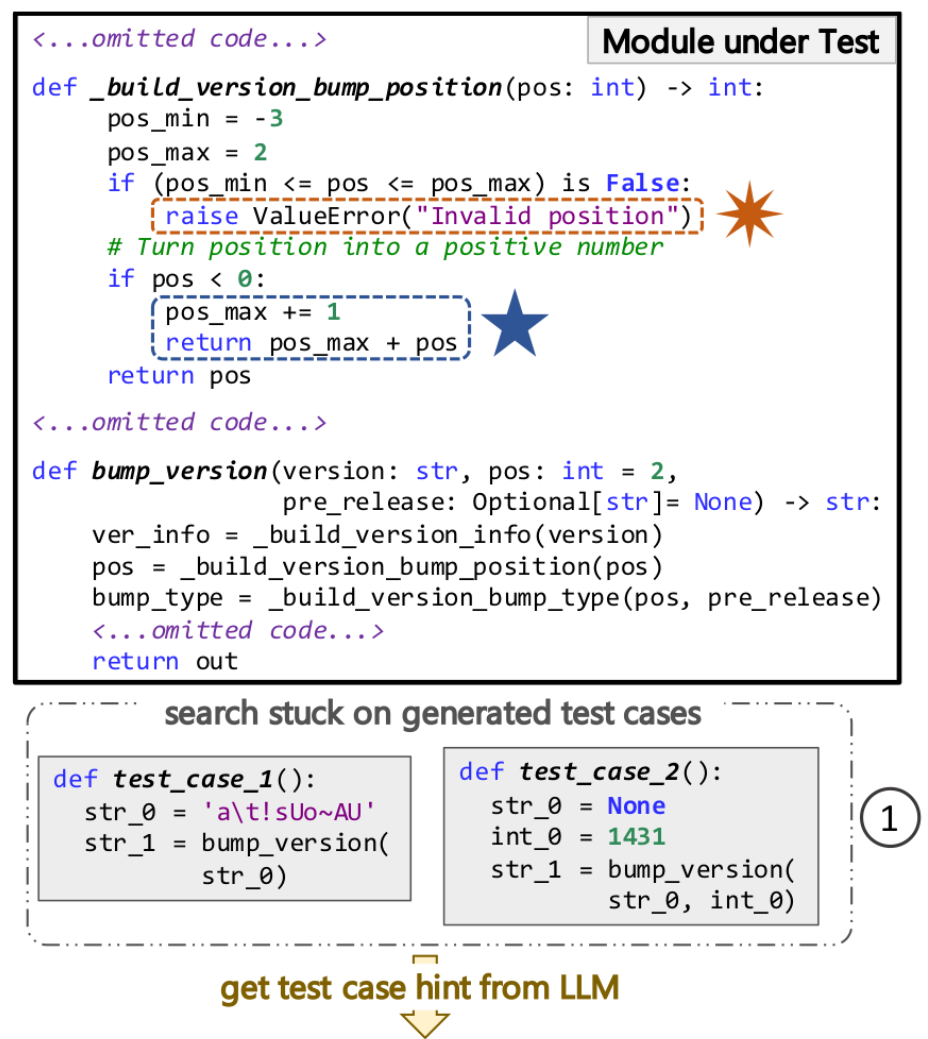 <...omitted code...>
Module under Test
def _build_version_bump_position(pos: int) -> int:
pos_min = -3
pos_max = 2
if (pos_min <= pos <= pos_max) is False:
raise ValueError("Invalid position")
# Turn position into a positive number
if pos < 0:
pos_max += 1
return pos_max + pos
return pos
<...omitted code...>
def bump_version(version: str, pos: int = 2,
pre_release: Optional[str]= None) -> str:
ver_info = _build_version_info(version)
pos = _build_version_bump_position(pos)
bump_type = _build_version_bump_type(pos, pre_release)
<...omitted code...>
return out
search stuck on generated test cases
def test_case_1():
str_0 = 'a\t!sUo~AU'
str_1 = bump_version(
str_0)
def test_case_2():
str_0 = None
int_0 = 1431
str_1 = bump_version(
str_0, int_0)
1
get test case hint from LLM